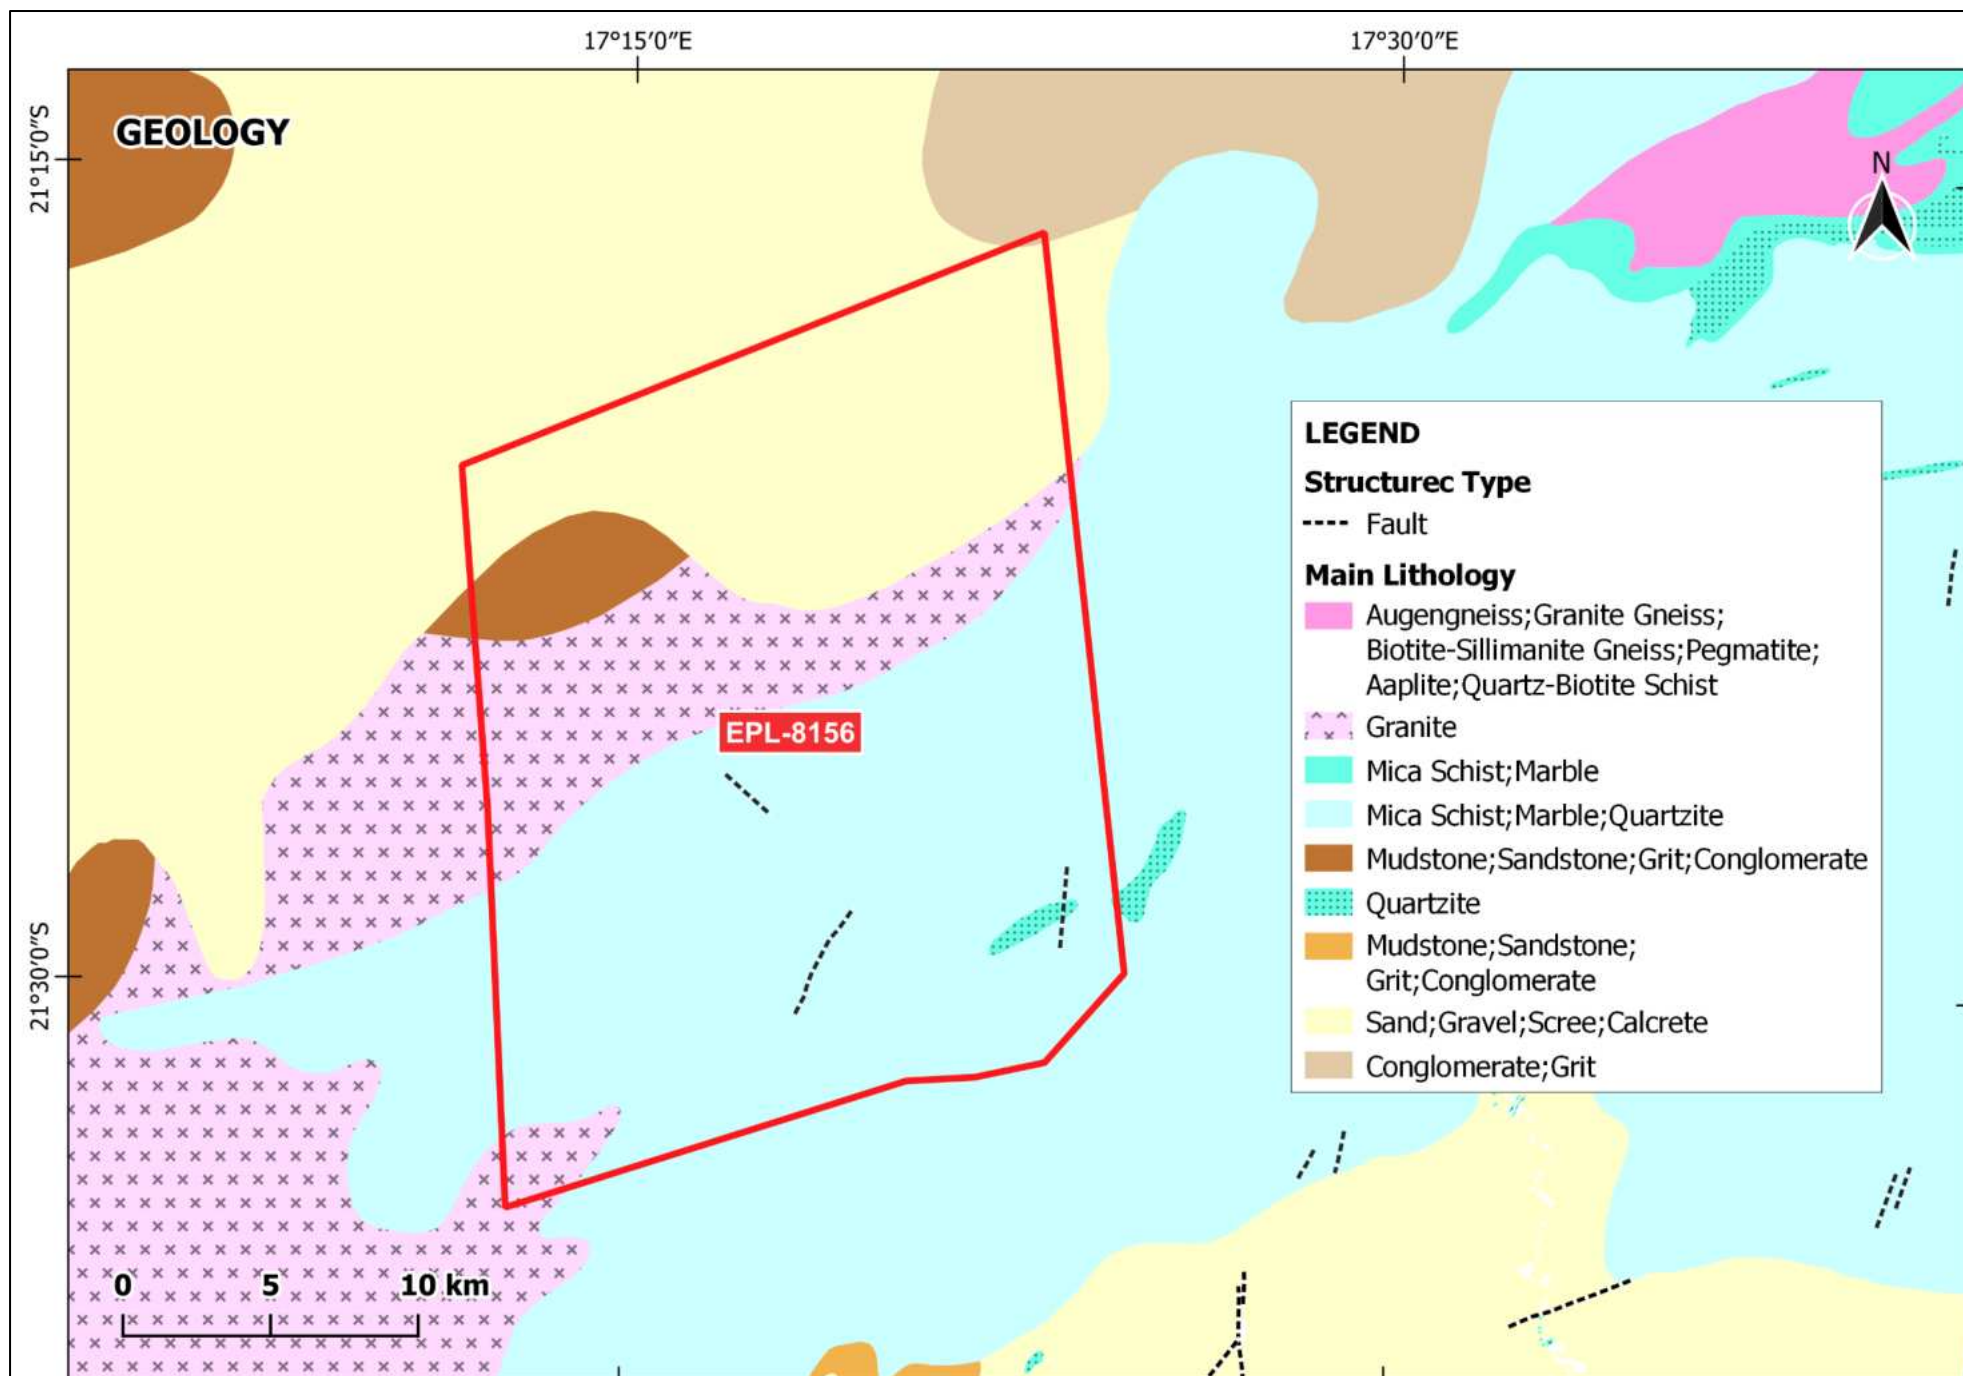 17°15′0″E
17°30′0″E
21°15′0″S
GEOLOGY
N
LEGEND
Structurec Type
Fault
Main Lithology
Augengneiss;Granite Gneiss;
Biotite-Sillimanite Gneiss;Pegmatite;
Aaplite;Quartz-Biotite Schist
Granite
Mica Schist;Marble
Mica Schist;Marble;Quartzite
Mudstone;Sandstone;Grit;Conglomerate
Quartzite
Mudstone;Sandstone;
Grit;Conglomerate
Sand;Gravel;Scree;Calcrete
Conglomerate;Grit
EPL-8156
21°30′0″S
0 5 10 km